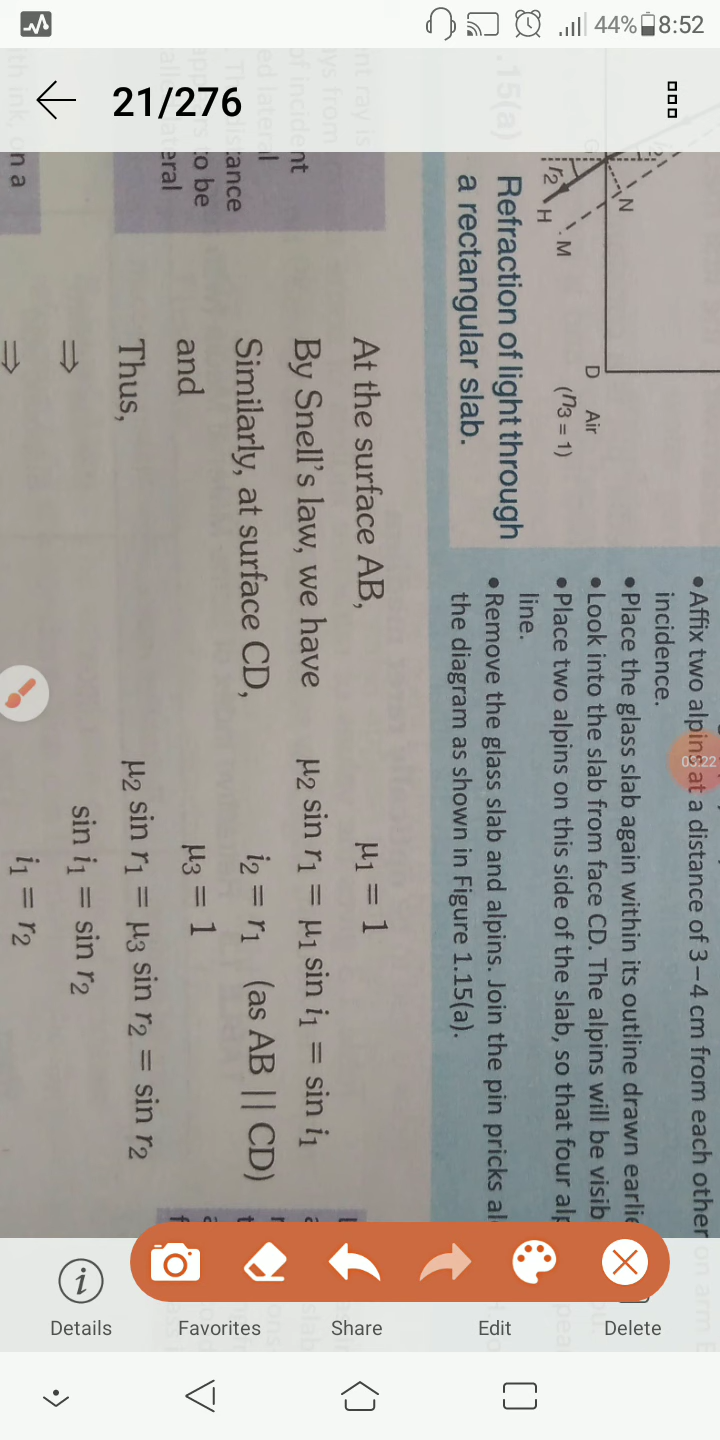 44% 8:52
21/276
.15(a) Refraction of light through
a rectangular slab.
N
H
M
r2
D
Air
(n3 = 1)
• Affix two alpins at a distance of 3–4 cm from each other
incidence.
• Place the glass slab again within its outline drawn earlie
• Look into the slab from face CD. The alpins will be visib
• Place two alpins on this side of the slab, so that four alp
line.
• Remove the glass slab and alpins. Join the pin pricks al
the diagram as shown in Figure 1.15(a).
03:22
At the surface AB, μ1 = 1
By Snell's law, we have μ2 sin r1 = μ1 sin i1 = sin i1
Similarly, at surface CD, i2 = r1 (as AB || CD)
and μ3 = 1
Thus, μ2 sin r1 = μ3 sin r2 = sin r2
⇒ sin i1 = sin r2
⇒ i1 = r2
nt
l
tance
to be
eral
n a
Details Favorites Share Edit Delete